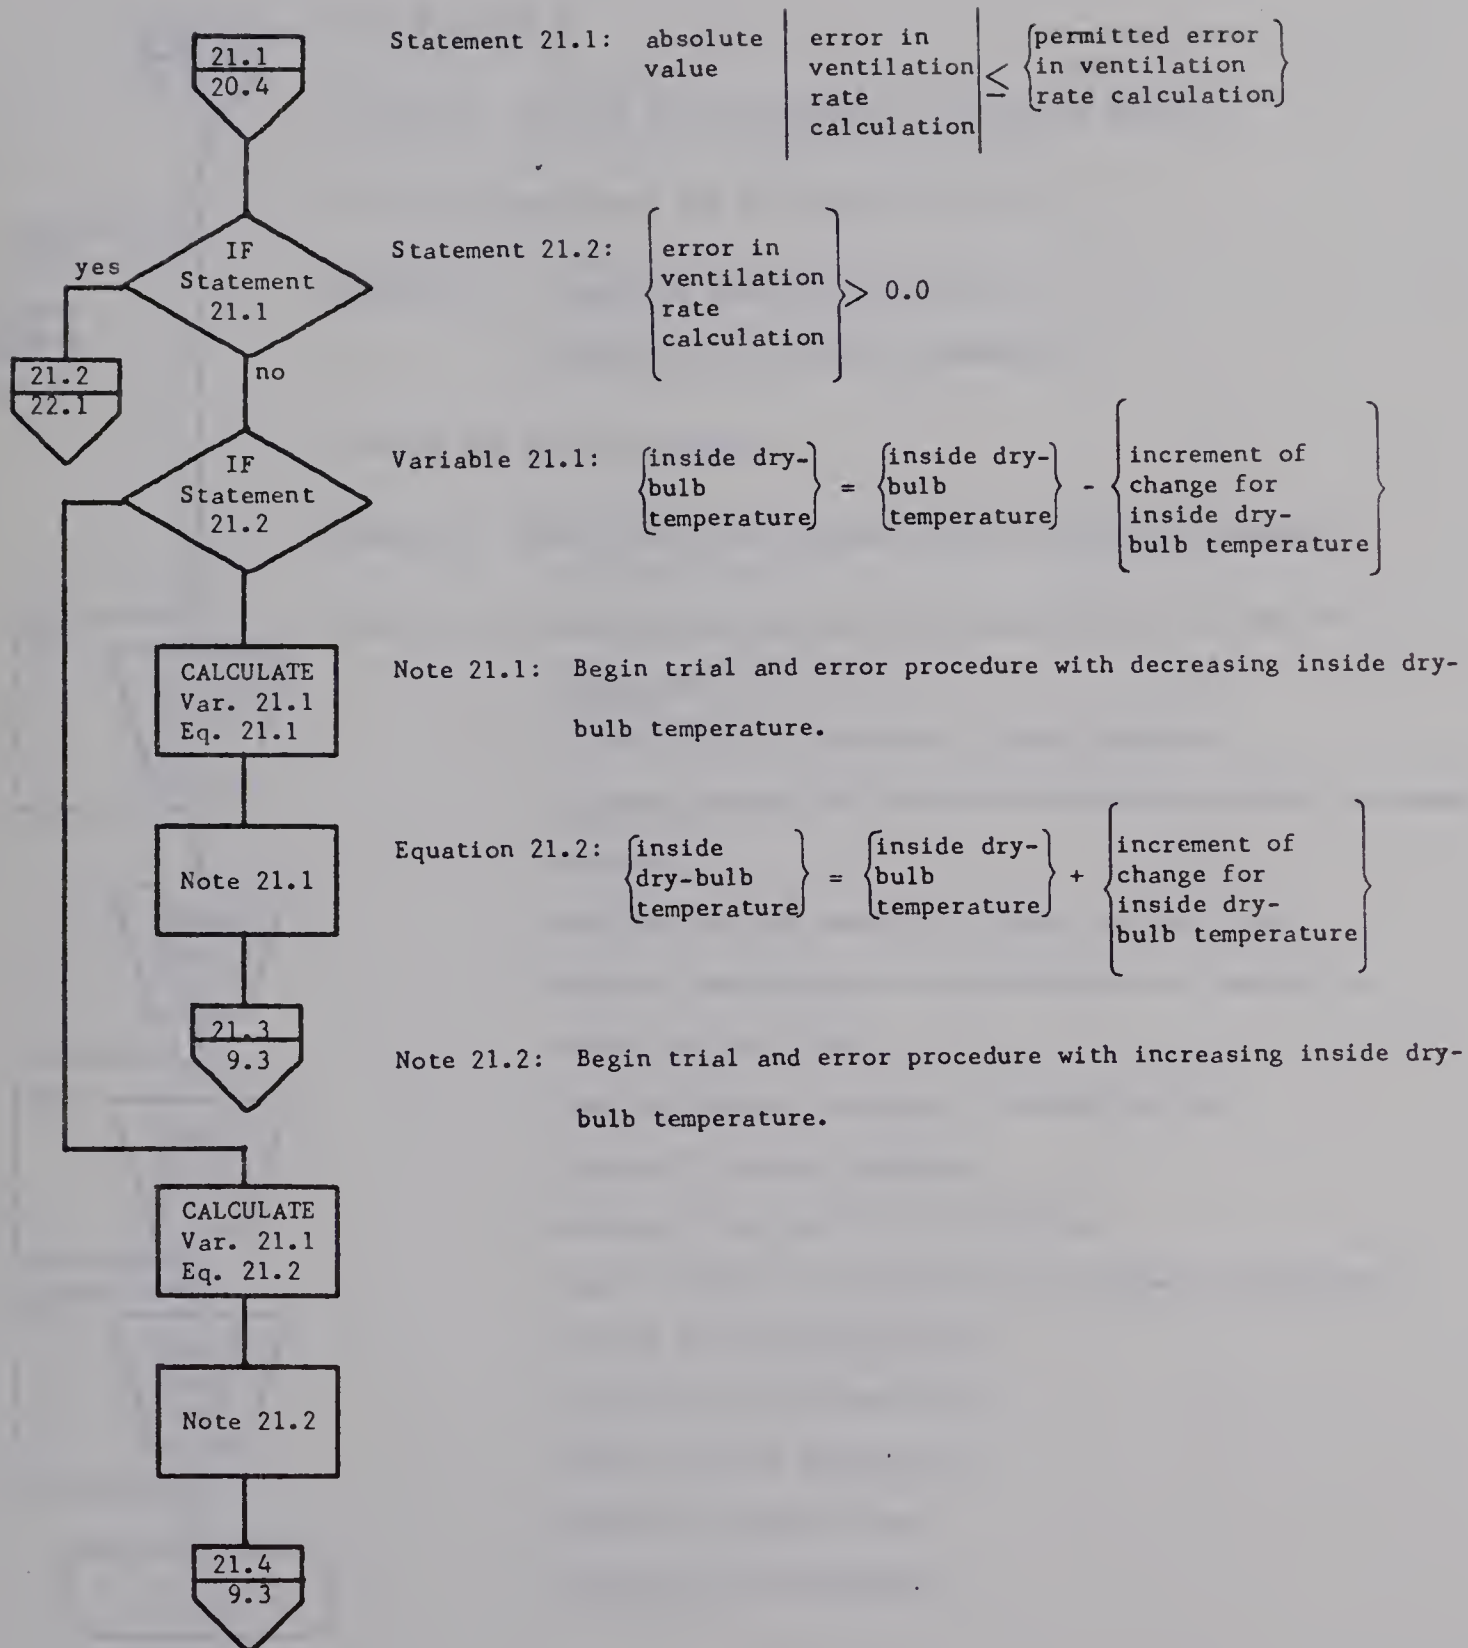 21.1
20.4
Statement 21.1: absolute value | error in ventilation rate calculation | ≤ {permitted error in ventilation rate calculation}
IF
Statement
21.1
yes
no
21.2
22.1
Statement 21.2: {error in ventilation rate calculation} > 0.0
IF
Statement
21.2
Variable 21.1: {inside dry-bulb temperature} = {inside dry-bulb temperature} - {increment of change for inside dry-bulb temperature}
CALCULATE
Var. 21.1
Eq. 21.1
Note 21.1: Begin trial and error procedure with decreasing inside dry-
bulb temperature.
Note 21.1
Equation 21.2: {inside dry-bulb temperature} = {inside dry-bulb temperature} + {increment of change for inside dry-bulb temperature}
21.3
9.3
Note 21.2: Begin trial and error procedure with increasing inside dry-
bulb temperature.
CALCULATE
Var. 21.1
Eq. 21.2
Note 21.2
21.4
9.3